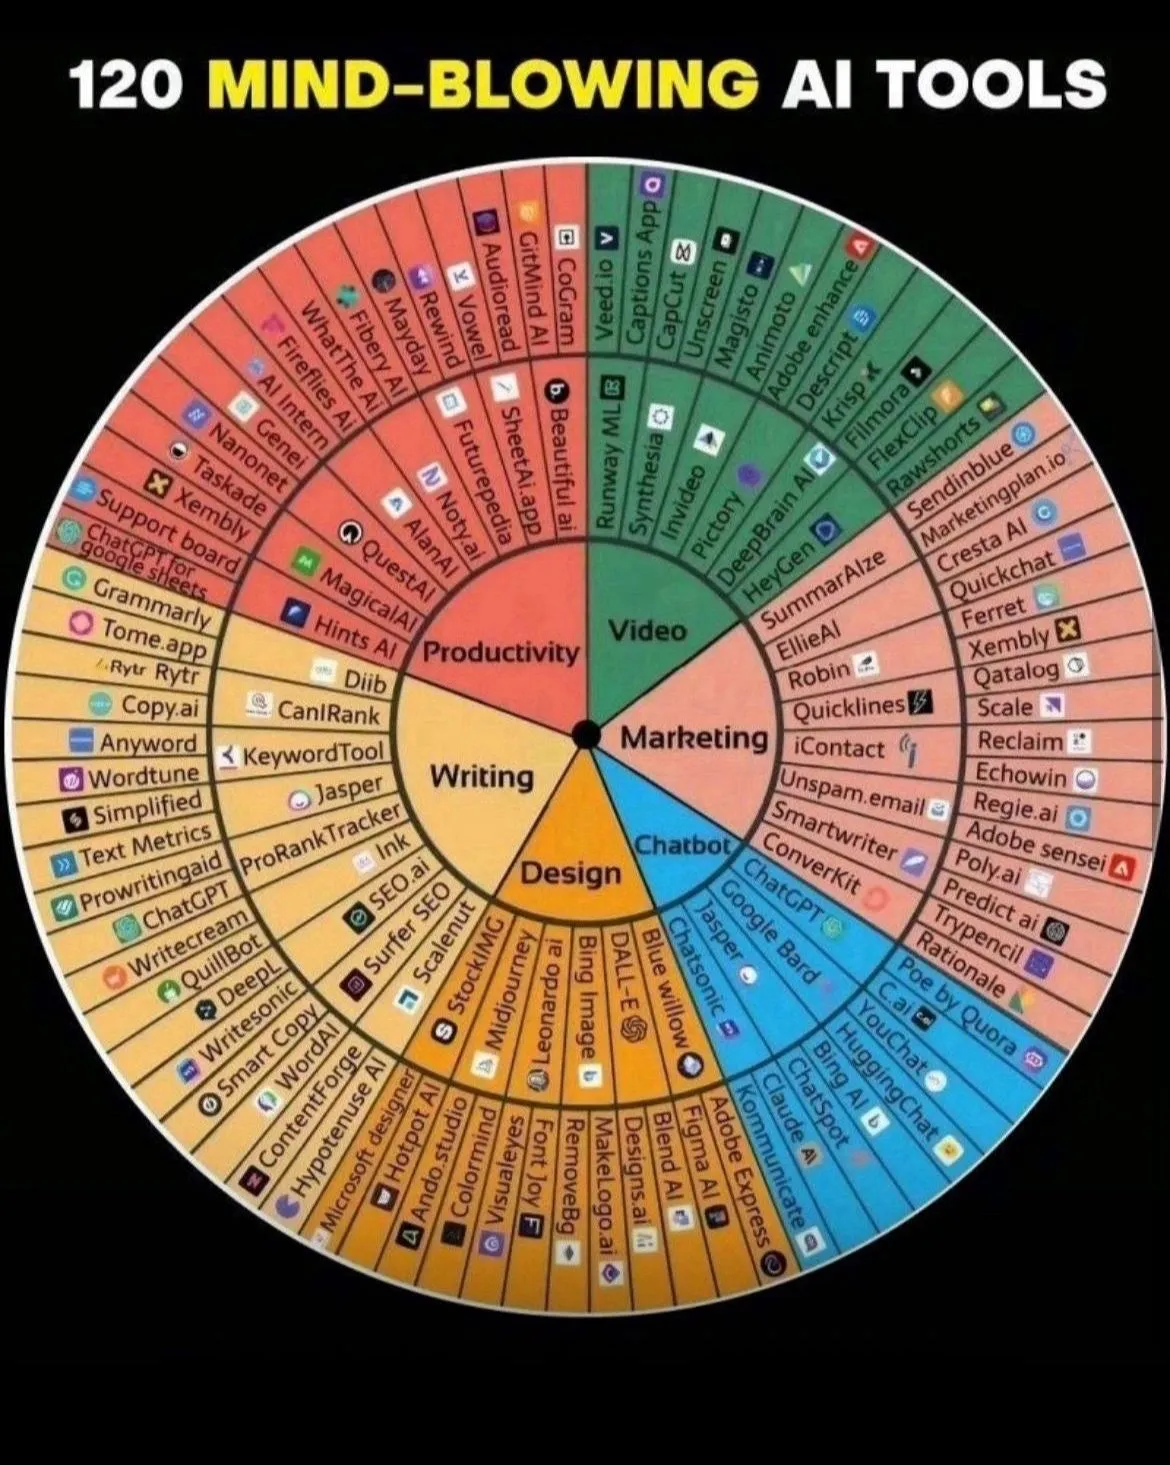 120 MIND-BLOWING AI TOOLS
Productivity
Video
Marketing
Chatbot
Design
Writing
Beautiful ai
SheetAi.app
Futurepedia
Noty.ai
AlanAI
QuestAI
MagicalAI
Hints AI
CoGram
GitMind AI
Audioread
Vowel
Rewind
Mayday
Fibery AI
WhatThe Ai
Fireflies Ai
AI Intern
Genei
Nanonet
Taskade
Xembly
Support board
ChatGPT for
google sheets
Runway ML
Synthesia
Invideo
Pictory
DeepBrain AI
HeyGen
Veed.io
Captions App
CapCut
Unscreen
Magisto
Animoto
Adobe enhance
Descript
Krisp
Filmora
FlexClip
Rawshorts
SummarAIze
EllieAI
Robin
Quicklines
iContact
Unspam.email
Smartwriter
ConverKit
Sendinblue
Marketingplan.io
Cresta AI
Quickchat
Ferret
Xembly
Qatalog
Scale
Reclaim
Echowin
Regie.ai
Adobe sensei
Poly.ai
Predict ai
Trypencil
Rationale
ChatGPT
Google Bard
Jasper
Chatsonic
Poe by Quora
C.ai
YouChat
HuggingChat
Bing AI
ChatSpot
Claude
Kommunicate
Blue willow
DALL-E
Bing Image
Leonardo ai
Midjourney
StockIMG
Adobe Express
Figma AI
Blend AI
Designs.ai
MakeLogo.ai
RemoveBg
Font Joy
Visualeyes
Colormind
Ando.studio
Hotpot AI
Microsoft designer
Scalenut
Surfer SEO
SEO.ai
Ink
ProRankTracker
Jasper
KeywordTool
CanIRank
Diib
Hypotenuse AI
ContentForge
WordAI
Smart Copy
Writesonic
DeepL
QuillBot
Writecream
ChatGPT
Prowritingaid
Text Metrics
Simplified
Wordtune
Anyword
Copy.ai
Rytr Rytr
Tome.app
Grammarly